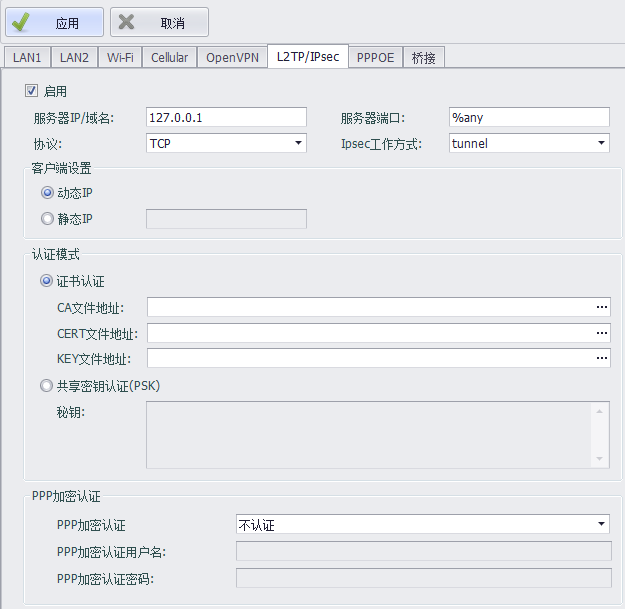 应用 取消
LAN1 LAN2 Wi-Fi Cellular OpenVPN L2TP/IPsec PPPOE 桥接
启用
服务器IP/域名: 127.0.0.1 服务器端口: %any
协议: TCP Ipsec工作方式: tunnel
客户端设置
动态IP
静态IP
认证模式
证书认证
CA文件地址: ...
CERT文件地址: ...
KEY文件地址: ...
共享密钥认证(PSK)
秘钥:
PPP加密认证
PPP加密认证 不认证
PPP加密认证用户名:
PPP加密认证密码: